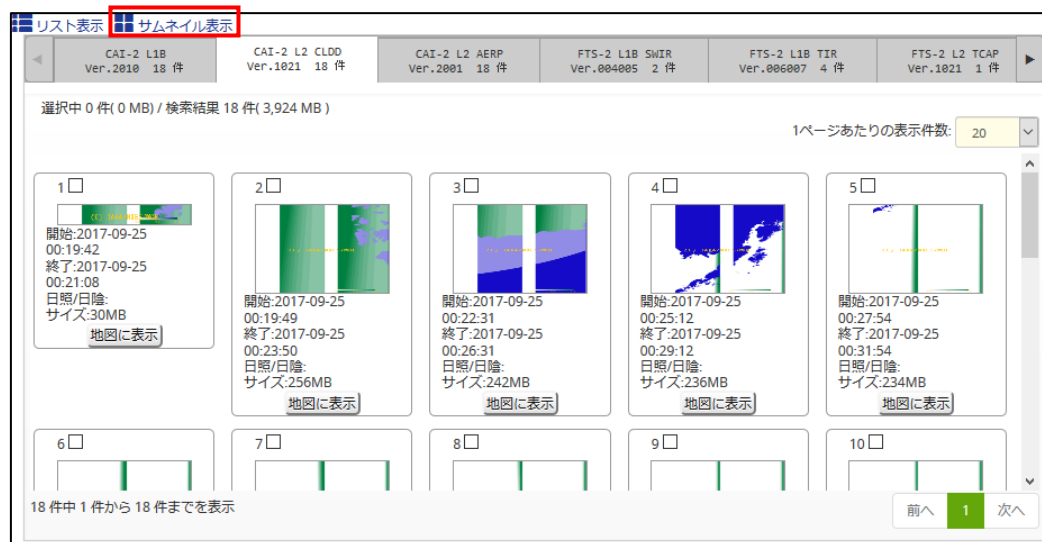 リスト表示 サムネイル表示
CAI-2 L1B CAI-2 L2 CLDD CAI-2 L2 AERP FTS-2 L1B SWIR FTS-2 L1B TIR FTS-2 L2 TCAP
Ver.2010 18 件 Ver.1021 18 件 Ver.2001 18 件 Ver.004005 2 件 Ver.006007 4 件 Ver.1021 1 件
選択中 0 件( 0 MB) / 検索結果 18 件( 3,924 MB )
1ページあたりの表示件数: 20
1
開始:2017-09-25
00:19:42
終了:2017-09-25
00:21:08
日照/日陰:
サイズ:30MB
地図に表示
2
開始:2017-09-25
00:19:49
終了:2017-09-25
00:23:50
日照/日陰:
サイズ:256MB
地図に表示
3
開始:2017-09-25
00:22:31
終了:2017-09-25
00:26:31
日照/日陰:
サイズ:242MB
地図に表示
4
開始:2017-09-25
00:25:12
終了:2017-09-25
00:29:12
日照/日陰:
サイズ:236MB
地図に表示
5
開始:2017-09-25
00:27:54
終了:2017-09-25
00:31:54
日照/日陰:
サイズ:234MB
地図に表示
6
7
8
9
10
18 件中 1 件から 18 件までを表示
前へ 1 次へ